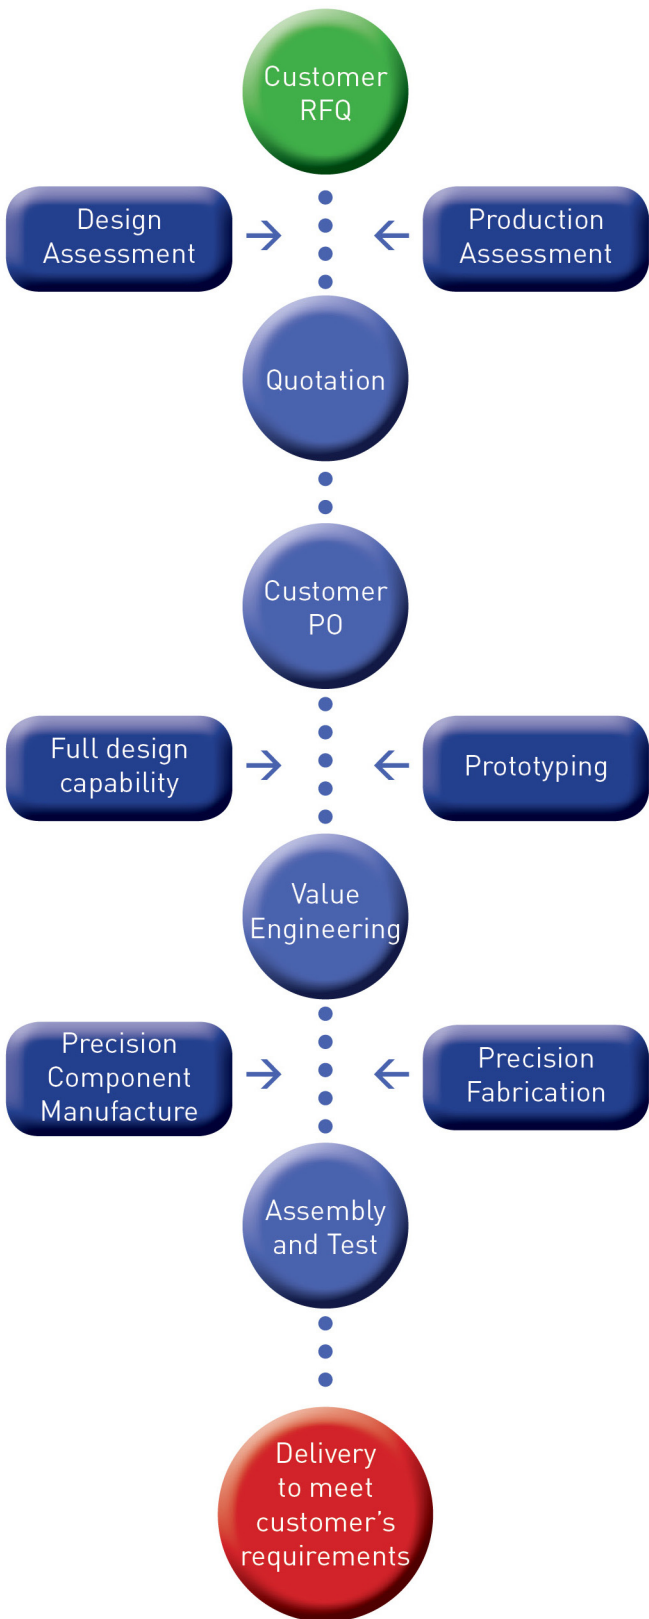 Customer
RFQ
Design
Assessment
Production
Assessment
Quotation
Customer
PO
Full design
capability
Prototyping
Value
Engineering
Precision
Component
Manufacture
Precision
Fabrication
Assembly
and Test
Delivery
to meet
customer's
requirements